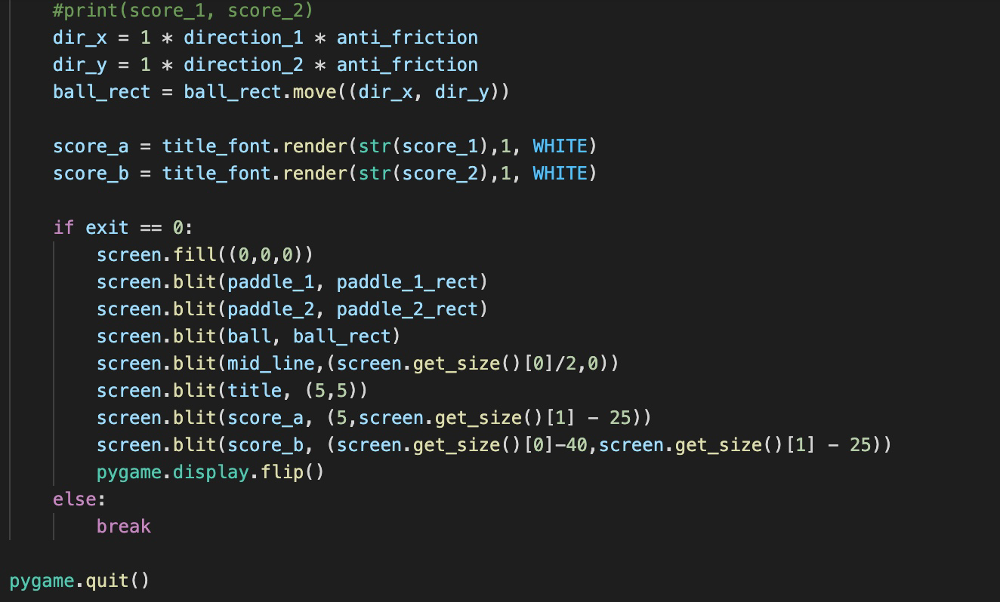 #print(score_1, score_2)
dir_x = 1 * direction_1 * anti_friction
dir_y = 1 * direction_2 * anti_friction
ball_rect = ball_rect.move((dir_x, dir_y))
score_a = title_font.render(str(score_1),1, WHITE)
score_b = title_font.render(str(score_2),1, WHITE)
if exit == 0:
screen.fill((0,0,0))
screen.blit(paddle_1, paddle_1_rect)
screen.blit(paddle_2, paddle_2_rect)
screen.blit(ball, ball_rect)
screen.blit(mid_line,(screen.get_size()[0]/2,0))
screen.blit(title, (5,5))
screen.blit(score_a, (5,screen.get_size()[1] - 25))
screen.blit(score_b, (screen.get_size()[0]-40,screen.get_size()[1] - 25))
pygame.display.flip()
else:
break
pygame.quit()